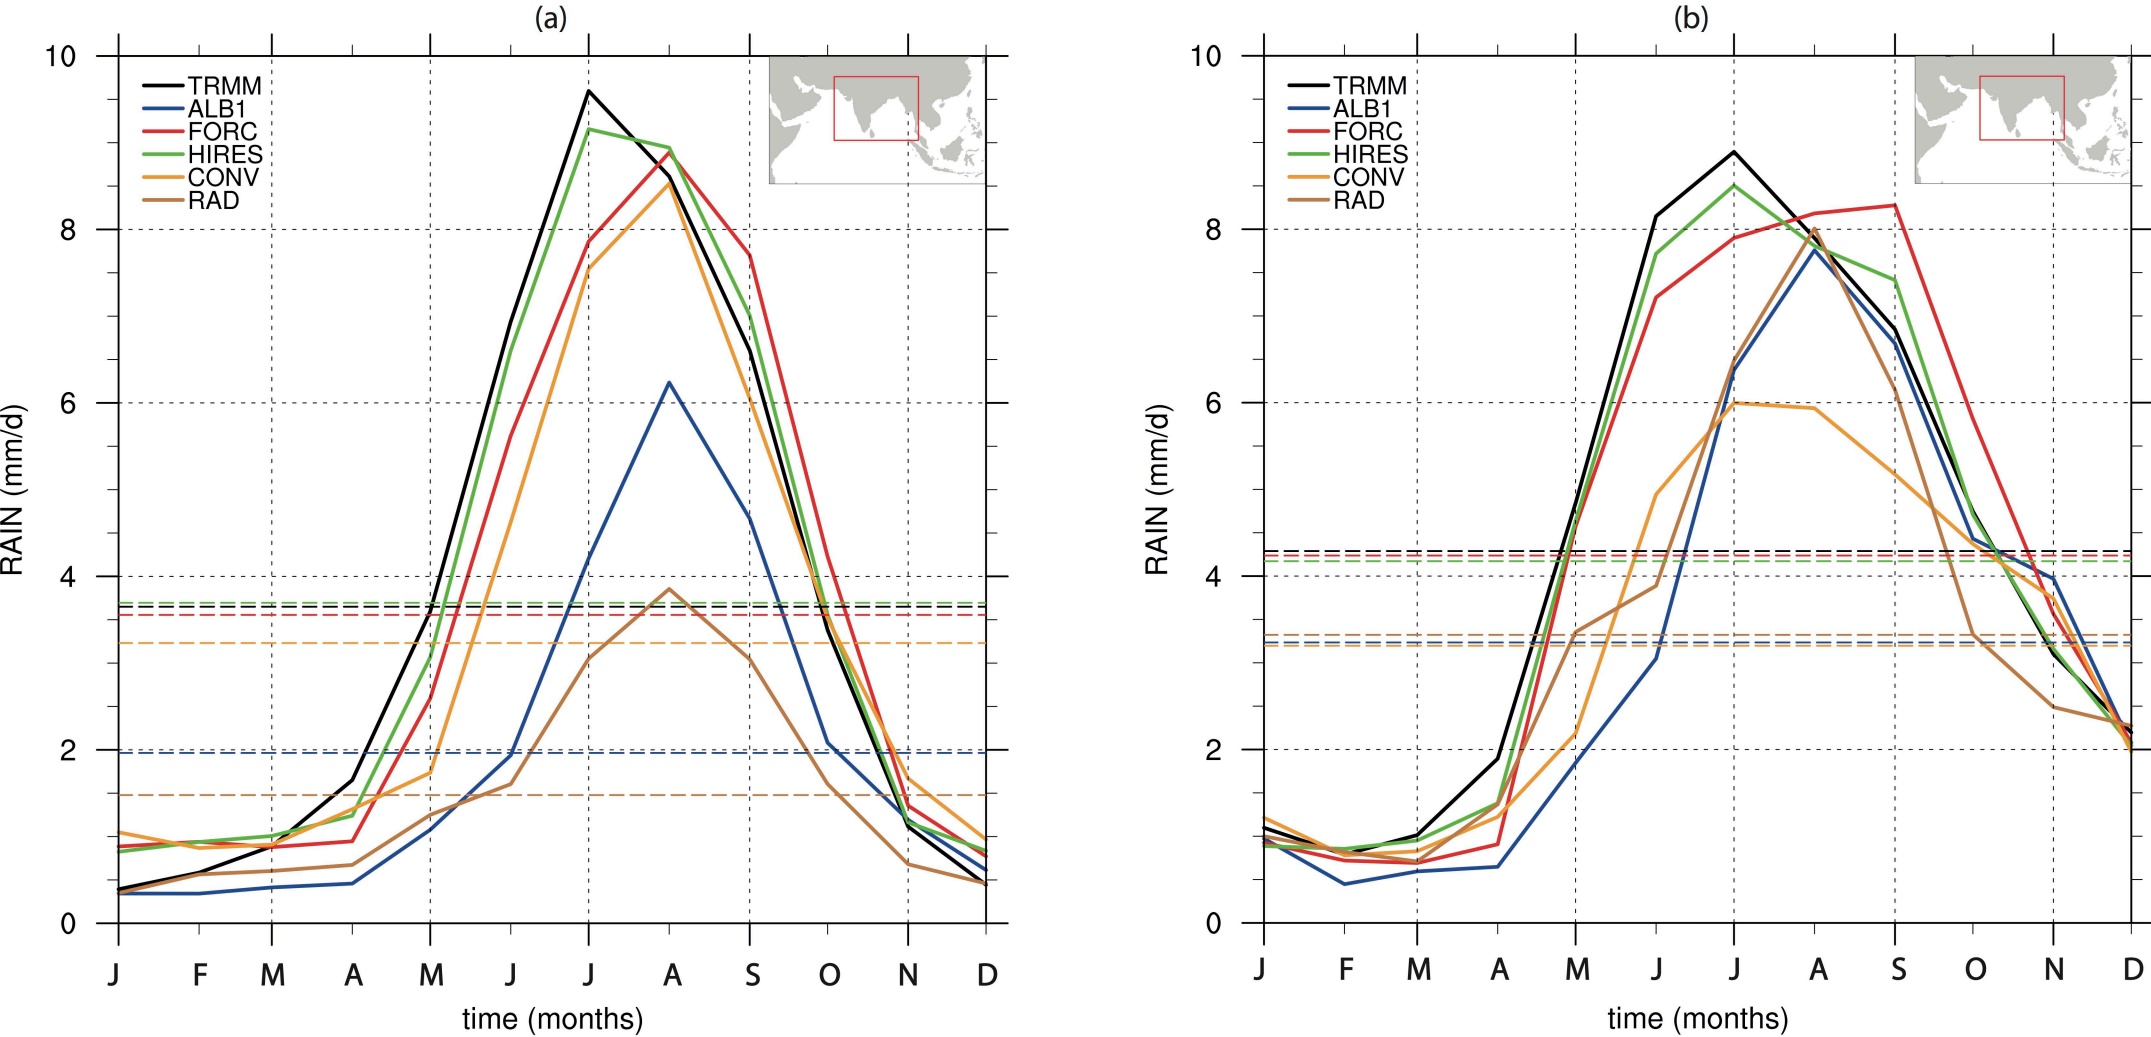 (a)
10
8
6
4
2
0
RAIN (mm/d)
TRMM
ALB1
FORC
HIRES
CONV
RAD
J F M A M J J A S O N D
time (months)
(b)
10
8
6
4
2
0
RAIN (mm/d)
TRMM
ALB1
FORC
HIRES
CONV
RAD
J F M A M J J A S O N D
time (months)